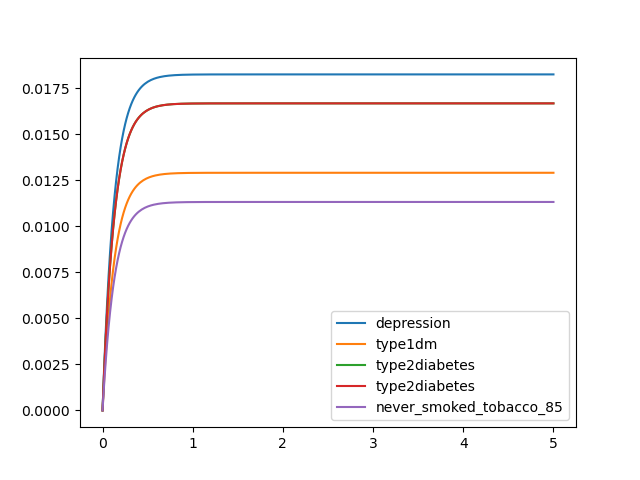 0.0175
0.0150
0.0125
0.0100
0.0075
0.0050
0.0025
0.0000
0 1 2 3 4 5
depression
type1dm
type2diabetes
type2diabetes
never_smoked_tobacco_85